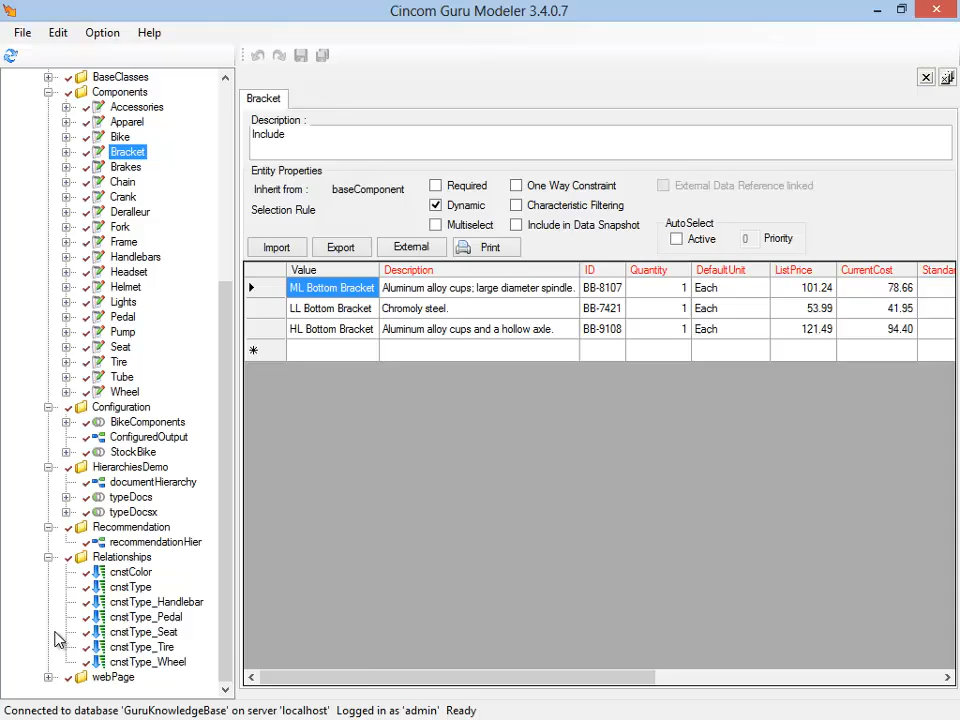 Cincom Guru Modeler 3.4.0.7
File Edit Option Help
BaseClasses
Components
Accessories
Apparel
Bike
Bracket
Brakes
Chain
Crank
Deralleur
Fork
Frame
Handlebars
Headset
Helmet
Lights
Pedal
Pump
Seat
Tire
Tube
Wheel
Configuration
BikeComponents
ConfiguredOutput
StockBike
HierarchiesDemo
documentHierarchy
typeDocs
typeDocsx
Recommendation
recommendationHier
Relationships
cnstColor
cnstType
cnstType_Handlebar
cnstType_Pedal
cnstType_Seat
cnstType_Tire
cnstType_Wheel
webPage
Bracket
Description :
Include
Entity Properties
Inherit from : baseComponent
Selection Rule
Required One Way Constraint External Data Reference linked
Dynamic Characteristic Filtering
Multiselect Include in Data Snapshot
AutoSelect
Active 0 Priority
Import Export External Print
Value Description ID Quantity DefaultUnit ListPrice CurrentCost Standar
ML Bottom Bracket Aluminum alloy cups; large diameter spindle. BB-8107 1 Each 101.24 78.66
LL Bottom Bracket Chromoly steel. BB-7421 1 Each 53.99 41.95
HL Bottom Bracket Aluminum alloy cups and a hollow axle. BB-9108 1 Each 121.49 94.40
Connected to database 'GuruKnowledgeBase' on server 'localhost' Logged in as 'admin' Ready